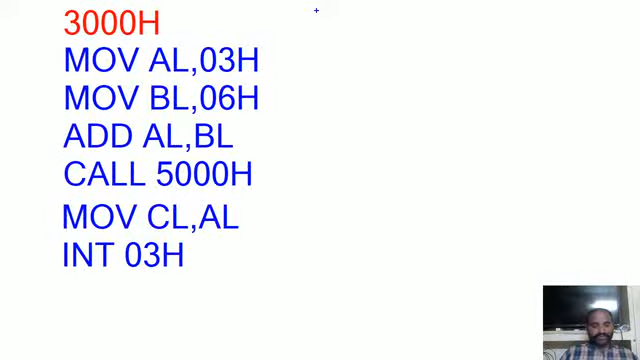 3000H
MOV AL,03H
MOV BL,06H
ADD AL,BL
CALL 5000H
MOV CL,AL
INT 03H